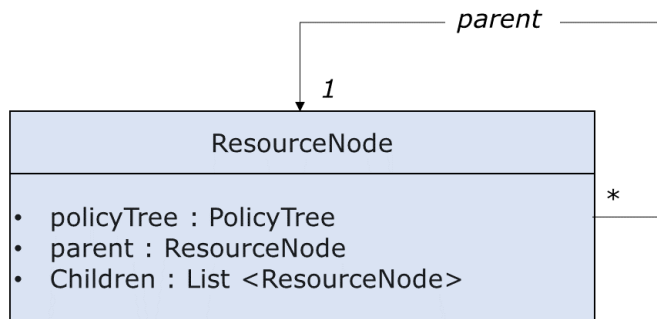 parent
1
ResourceNode
*
• policyTree : PolicyTree
• parent : ResourceNode
• Children : List <ResourceNode>